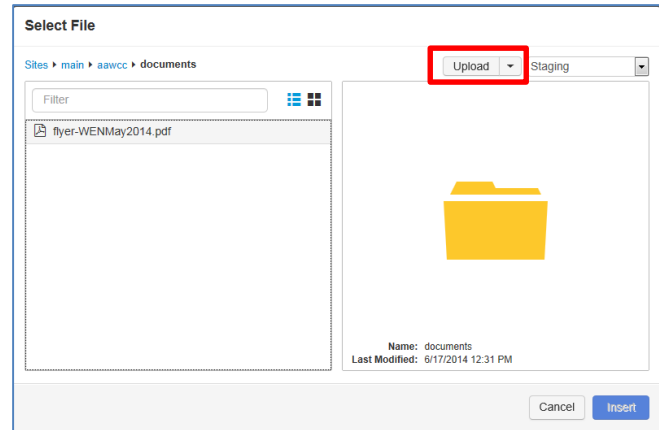 Select File
Sites ▸ main ▸ aawcc ▸ documents
Upload
Staging
Filter
flyer-WENMay2014.pdf
Name: documents
Last Modified: 6/17/2014 12:31 PM
Cancel
Insert